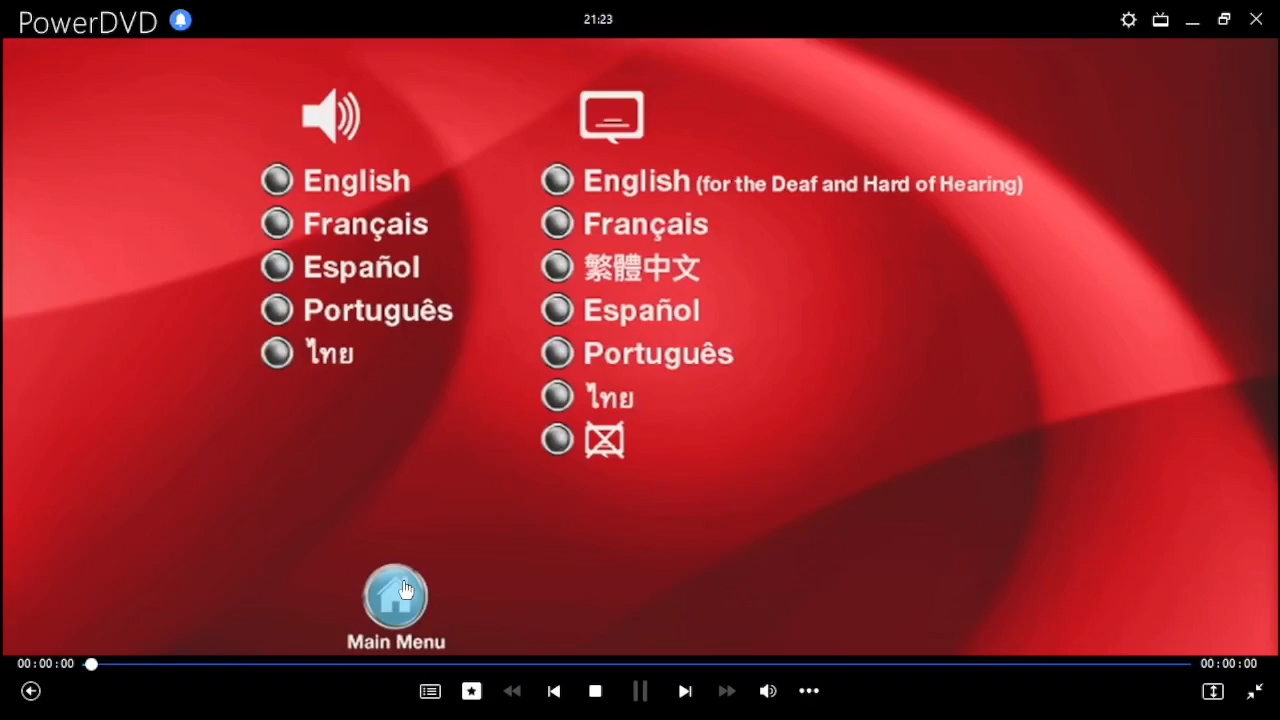 PowerDVD
21:23
English
Français
Español
Português
ไทย
English (for the Deaf and Hard of Hearing)
Français
繁體中文
Español
Português
ไทย
Main Menu
00:00:00
00:00:00